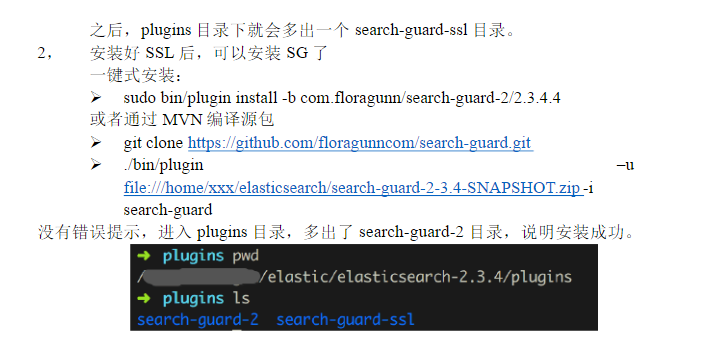 之后，plugins 目录下就会多出一个 search-guard-ssl 目录。
2， 安装好 SSL 后，可以安装 SG 了
一键式安装：
➢ sudo bin/plugin install -b com.floragunn/search-guard-2/2.3.4.4
或者通过 MVN 编译源包
➢ git clone https://github.com/floragunncom/search-guard.git
➢ ./bin/plugin –u
file:///home/xxx/elasticsearch/search-guard-2-3.4-SNAPSHOT.zip -i
search-guard
没有错误提示，进入 plugins 目录，多出了 search-guard-2 目录，说明安装成功。
➜ plugins pwd
/ /elastic/elasticsearch-2.3.4/plugins
➜ plugins ls
search-guard-2 search-guard-ssl